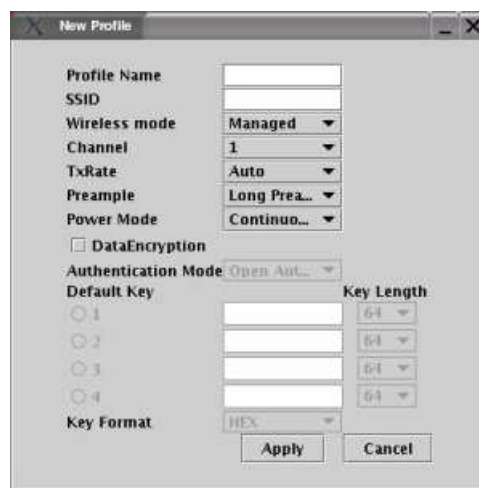 New Profile
Profile Name
SSID
Wireless mode Managed
Channel 1
TxRate Auto
Preample Long Prea...
Power Mode Continuo...
DataEncryption
Authentication Mode Open Aut...
Default Key Key Length
1 64
2 64
3 64
4 64
Key Format HEX
Apply Cancel